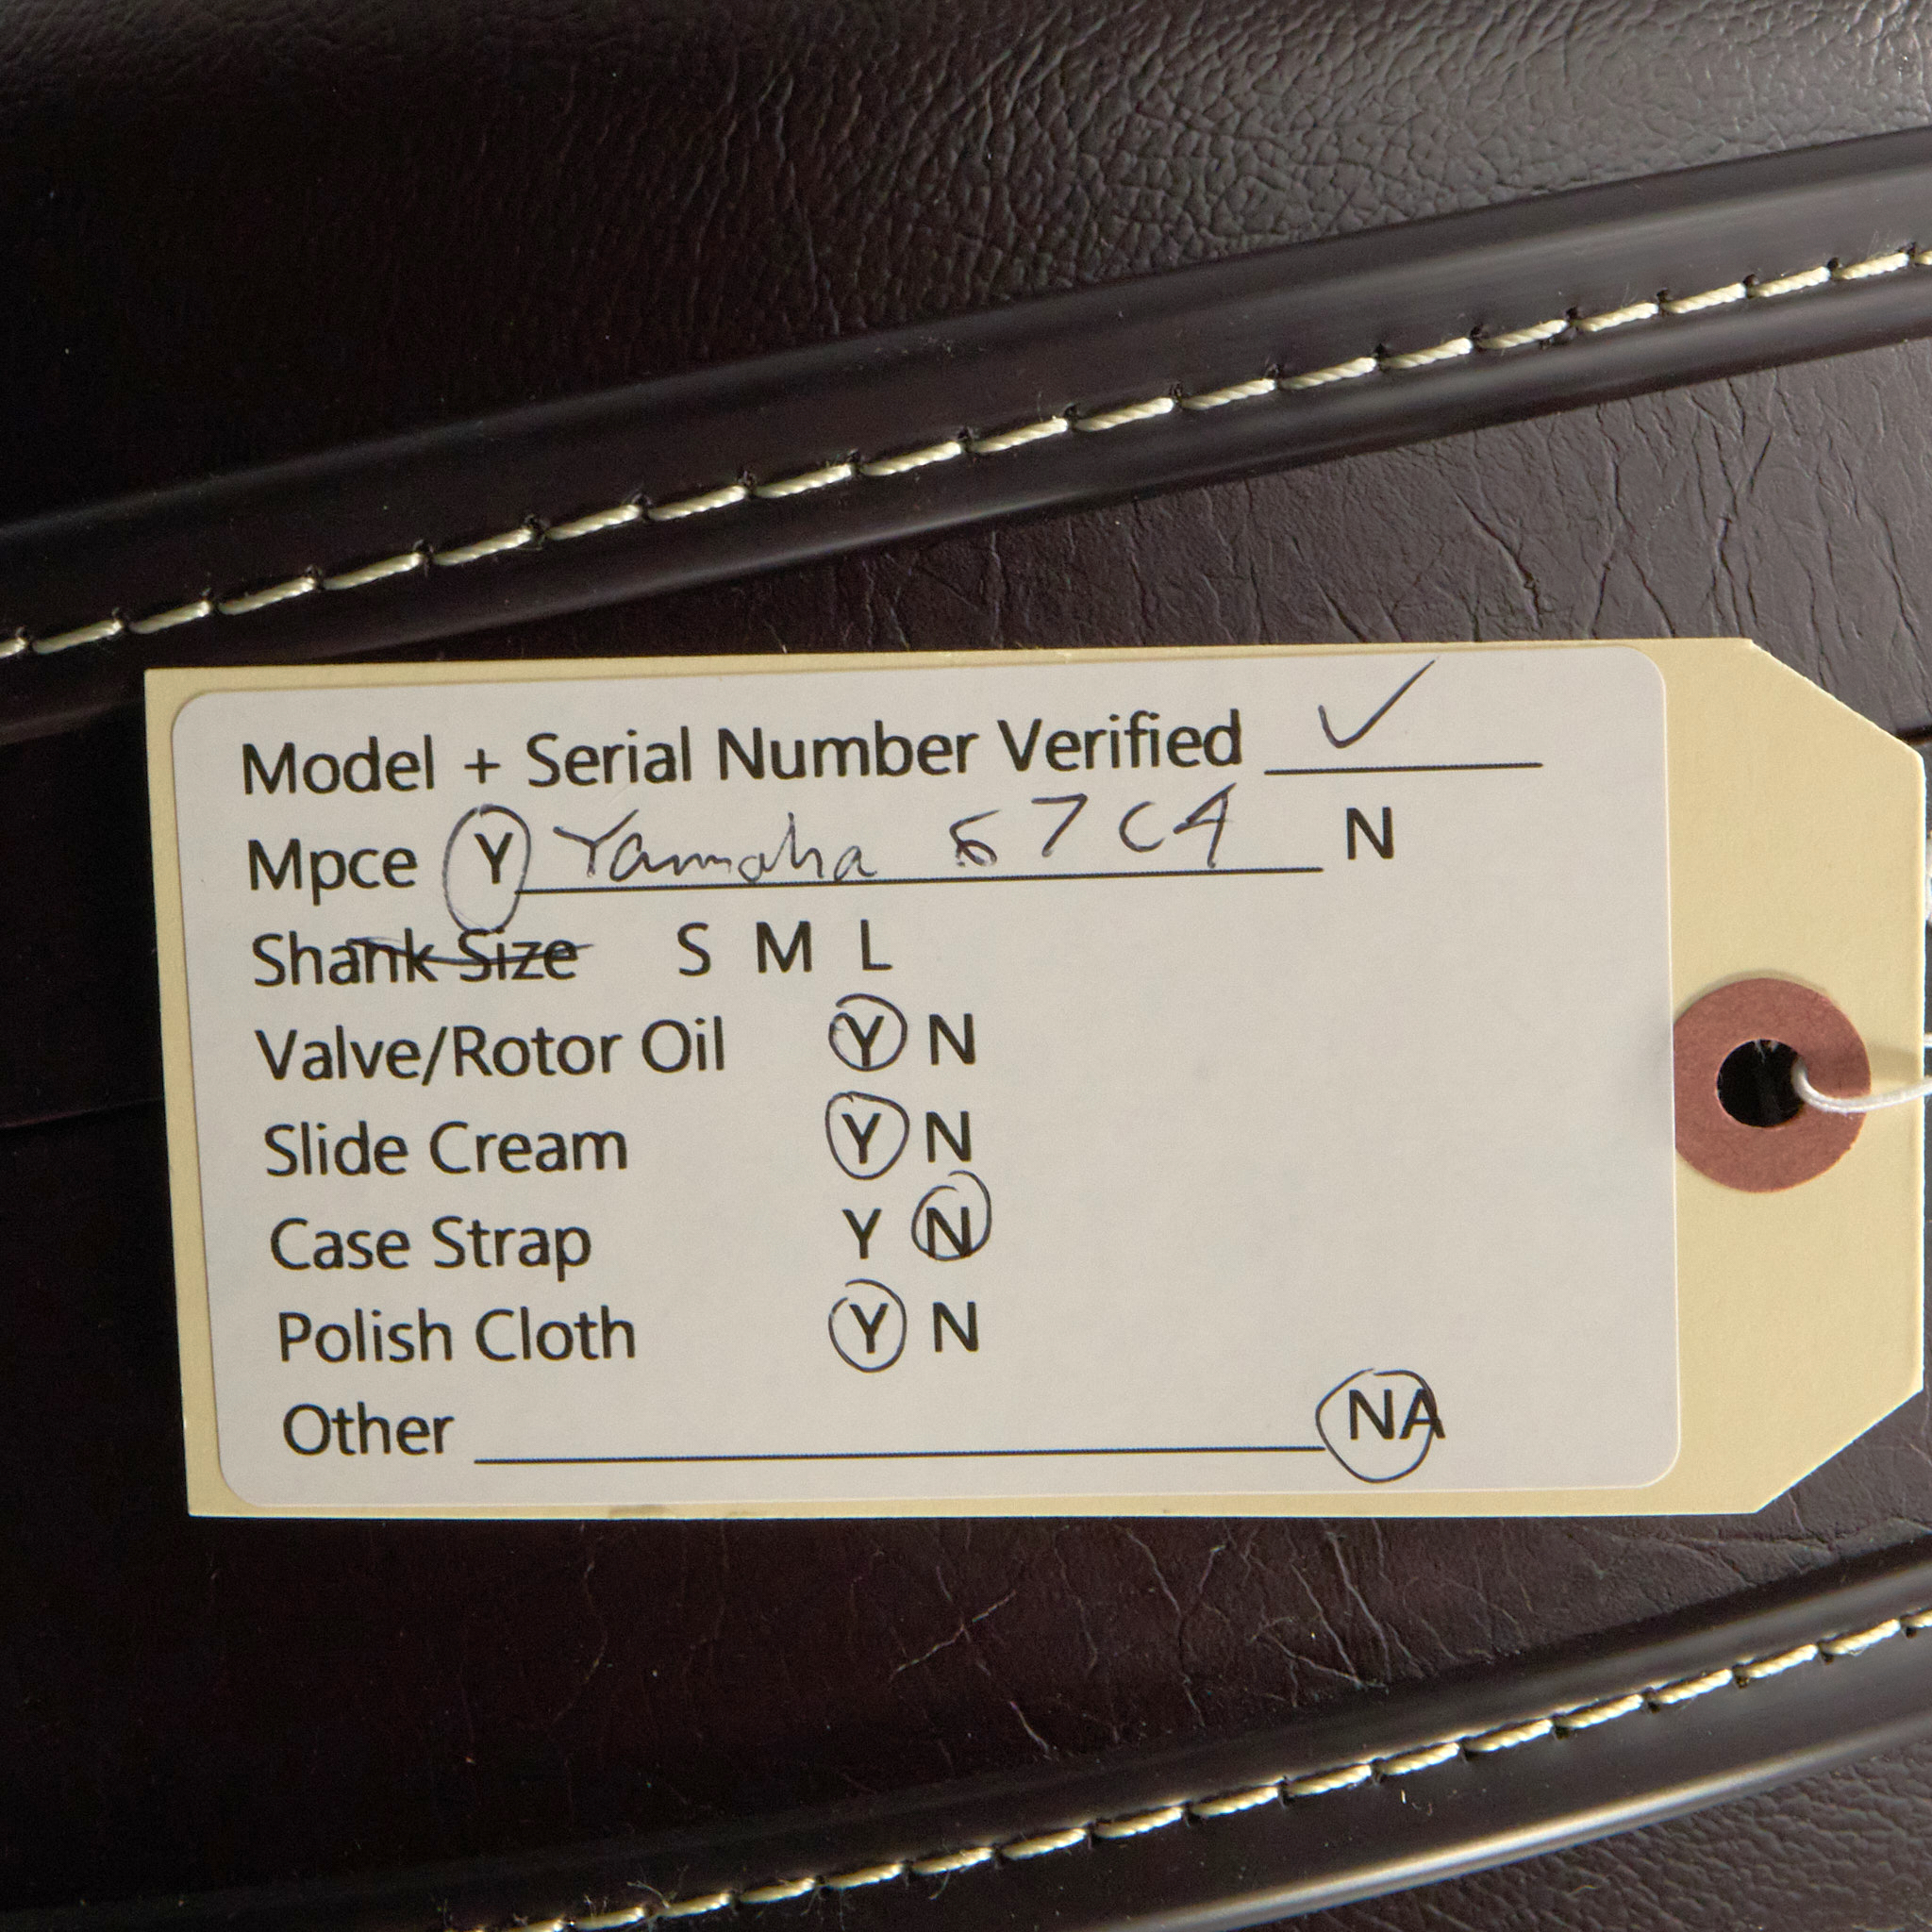 Model + Serial Number Verified ✓
Mpce Y Yamaha 67C4 N
Shank Size S M L
Valve/Rotor Oil Y N
Slide Cream Y N
Case Strap Y N
Polish Cloth Y N
Other NA